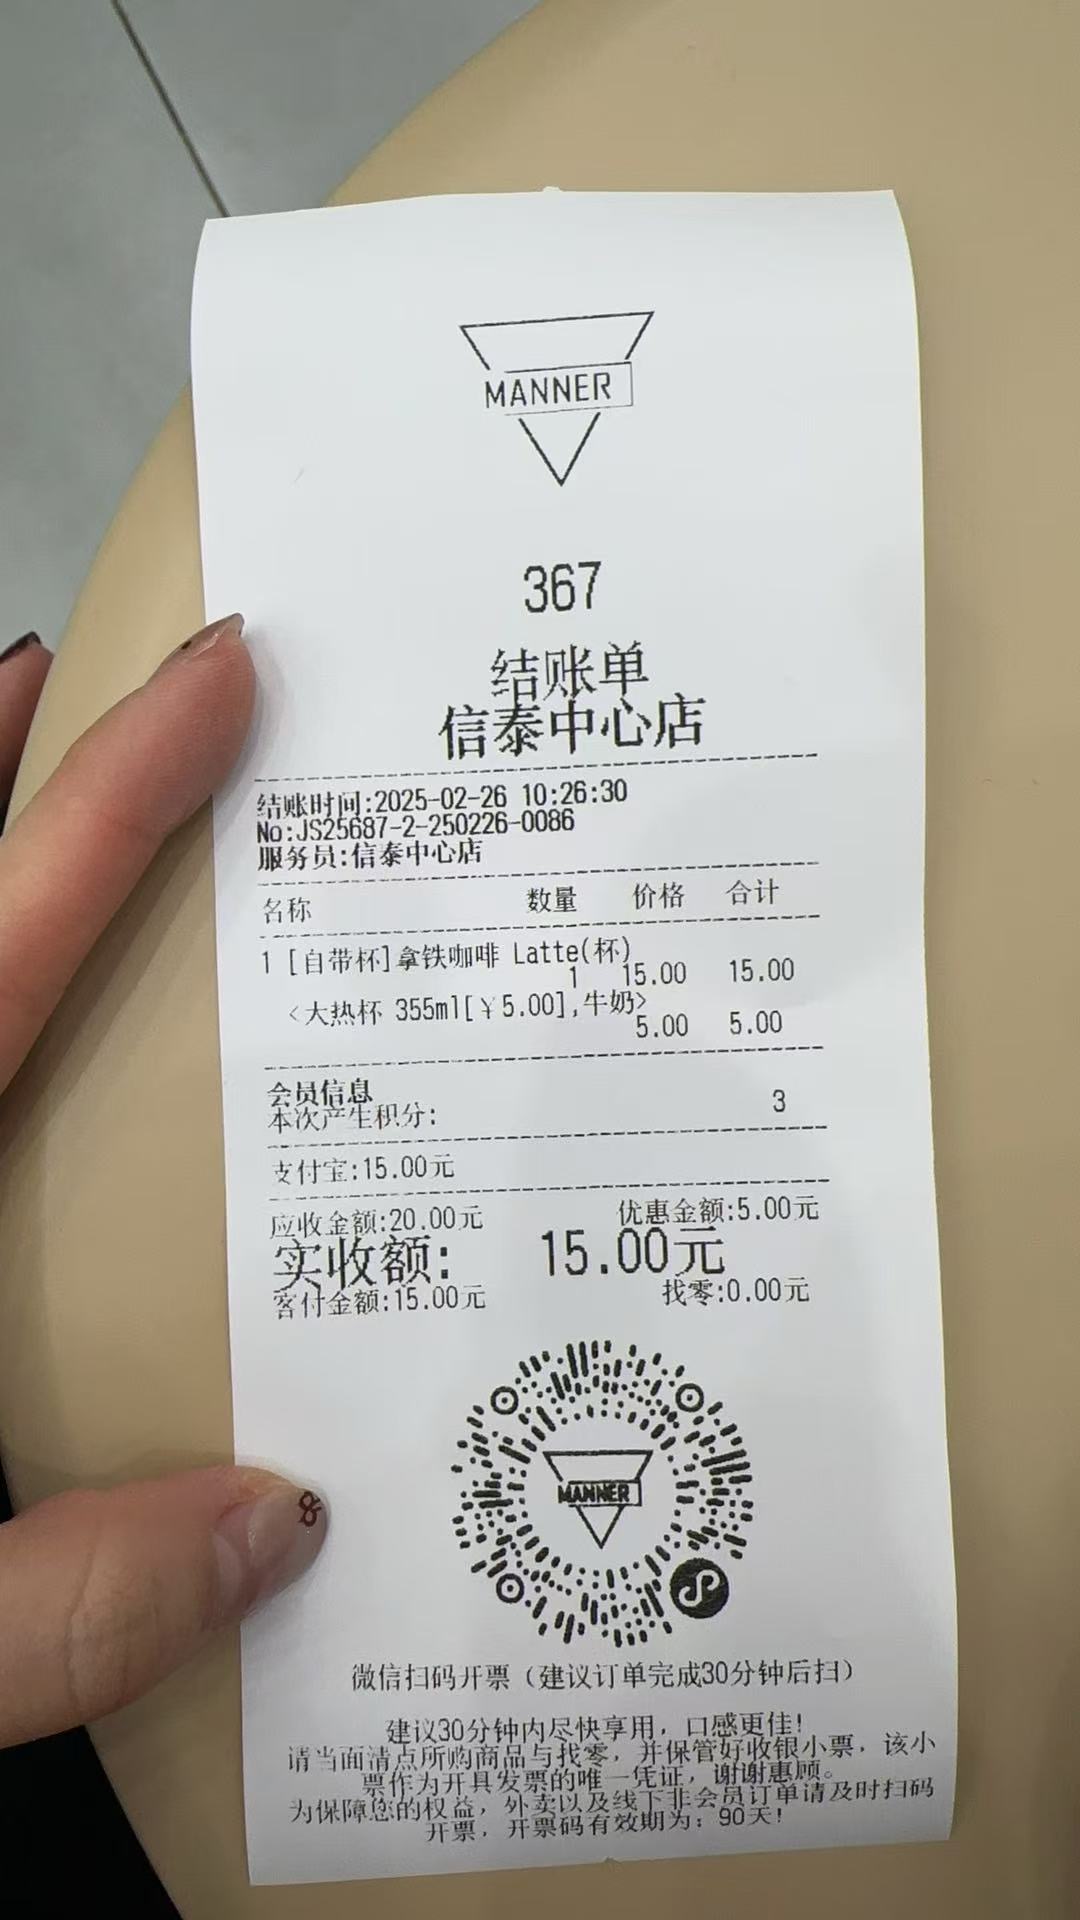 MANNER
367
结账单
信泰中心店
结账时间:2025-02-26 10:26:30
No:JS25687-2-250226-0086
服务员:信泰中心店
名称 数量 价格 合计
1 [自带杯]拿铁咖啡 Latte(杯)
1 15.00 15.00
<大热杯 355ml[¥5.00],牛奶>
5.00 5.00
会员信息
本次产生积分: 3
支付宝:15.00元
应收金额:20.00元 优惠金额:5.00元
实收额: 15.00元
客付金额:15.00元 找零:0.00元
MANNER
微信扫码开票（建议订单完成30分钟后扫）
建议30分钟内尽快享用，口感更佳!
请当面清点所购商品与找零，并保管好收银小票，该小
票作为开具发票的唯一凭证，谢谢惠顾。
为保障您的权益，外卖以及线下非会员订单请及时扫码
开票，开票码有效期为：90天!